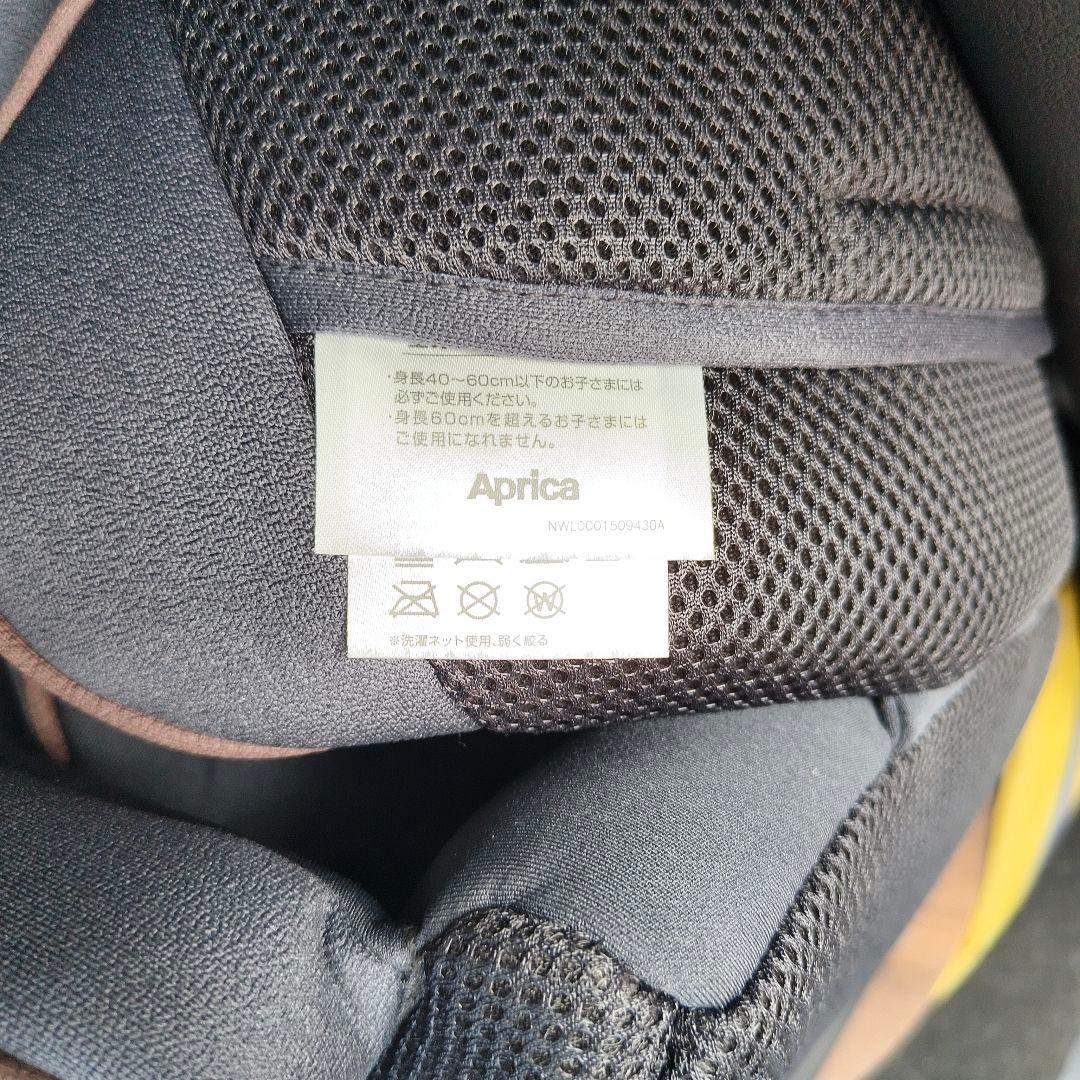 ・身長40〜60cm以下のお子さまには
必ずご使用ください。
・身長60cmを超えるお子さまには
ご使用になれません。
Aprica
NWL0001509430A
W
※洗濯ネット使用、弱く絞る